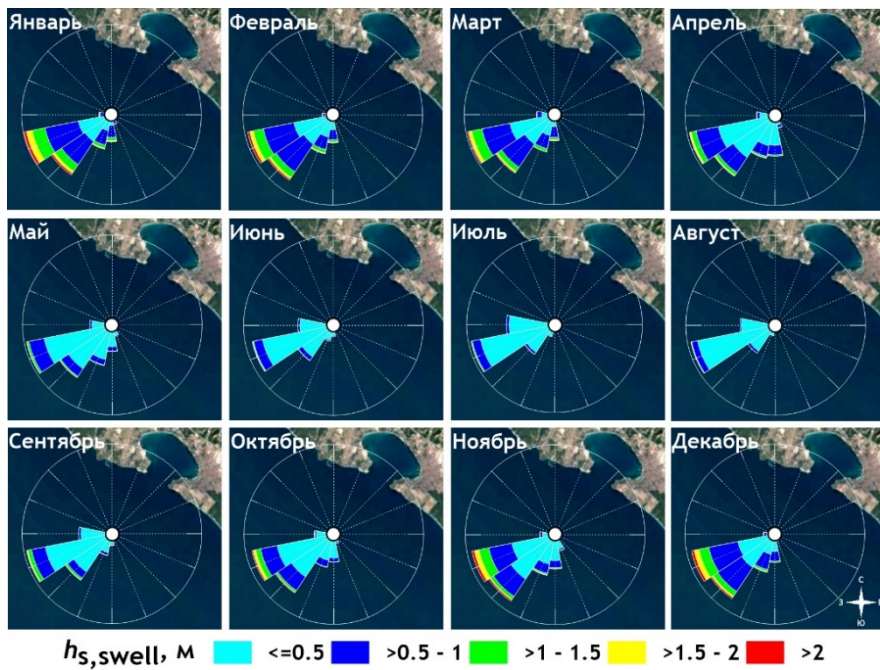 Январь Февраль Март Апрель
Май Июнь Июль Август
Сентябрь Октябрь Ноябрь Декабрь
С
З
Ю
hs,swell, м <=0.5 >0.5 - 1 >1 - 1.5 >1.5 - 2 >2